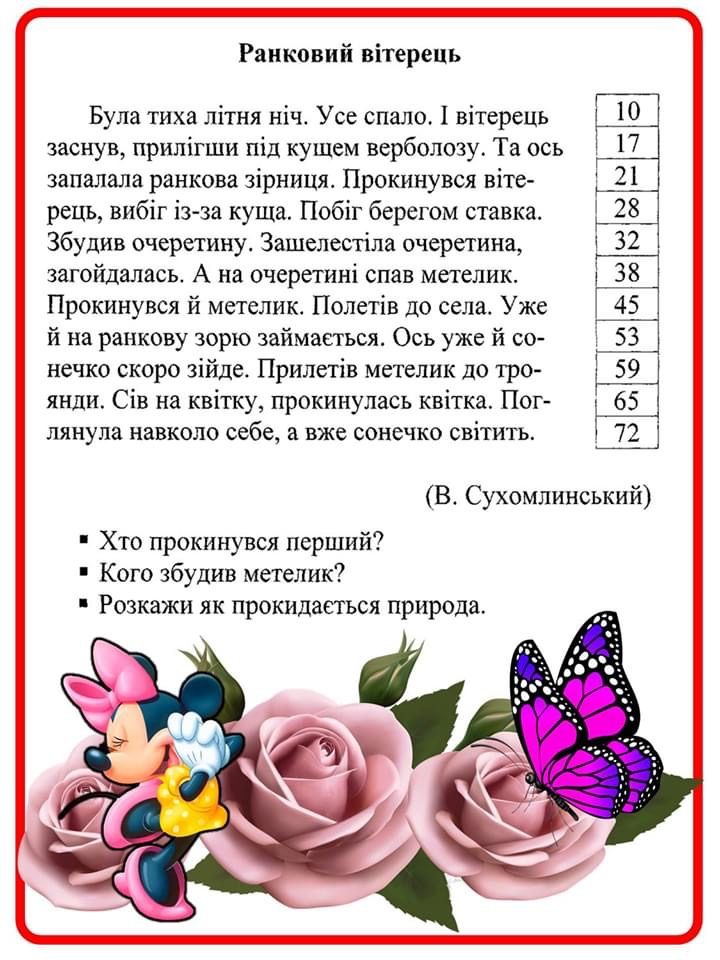 Ранковий вітерець
Була тиха літня ніч. Усе спало. І вітерець 10
заснув, прилігши під кущем верболозу. Та ось 17
запалала ранкова зірниця. Прокинувся віте- 21
рець, вибіг із-за куща. Побіг берегом ставка. 28
Збудив очеретину. Зашелестіла очеретина, 32
загойдалась. А на очеретині спав метелик. 38
Прокинувся й метелик. Полетів до села. Уже 45
й на ранкову зорю займається. Ось уже й со- 53
нечко скоро зійде. Прилетів метелик до тро- 59
янди. Сів на квітку, прокинулась квітка. Пог- 65
лянула навколо себе, а вже сонечко світить. 72
(В. Сухомлинський)
▪ Хто прокинувся перший?
▪ Кого збудив метелик?
▪ Розкажи як прокидається природа.